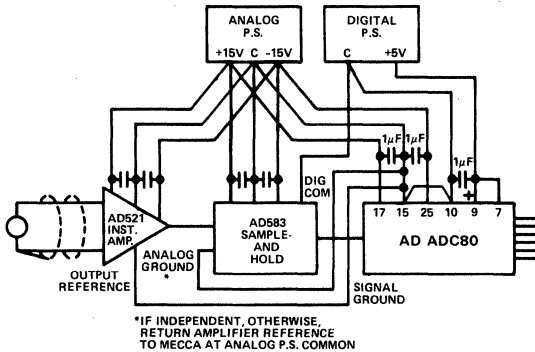 ANALOG
P.S.
+15V C -15V
DIGITAL
P.S.
C +5V
1µF 1µF
1µF
+
DIG
COM
17 15 25 10 9 7
AD521
INST.
AMP.
AD583
SAMPLE-
AND
HOLD
AD ADC80
ANALOG
GROUND
*
OUTPUT
REFERENCE
SIGNAL
GROUND
*IF INDEPENDENT, OTHERWISE,
RETURN AMPLIFIER REFERENCE
TO MECCA AT ANALOG P.S. COMMON